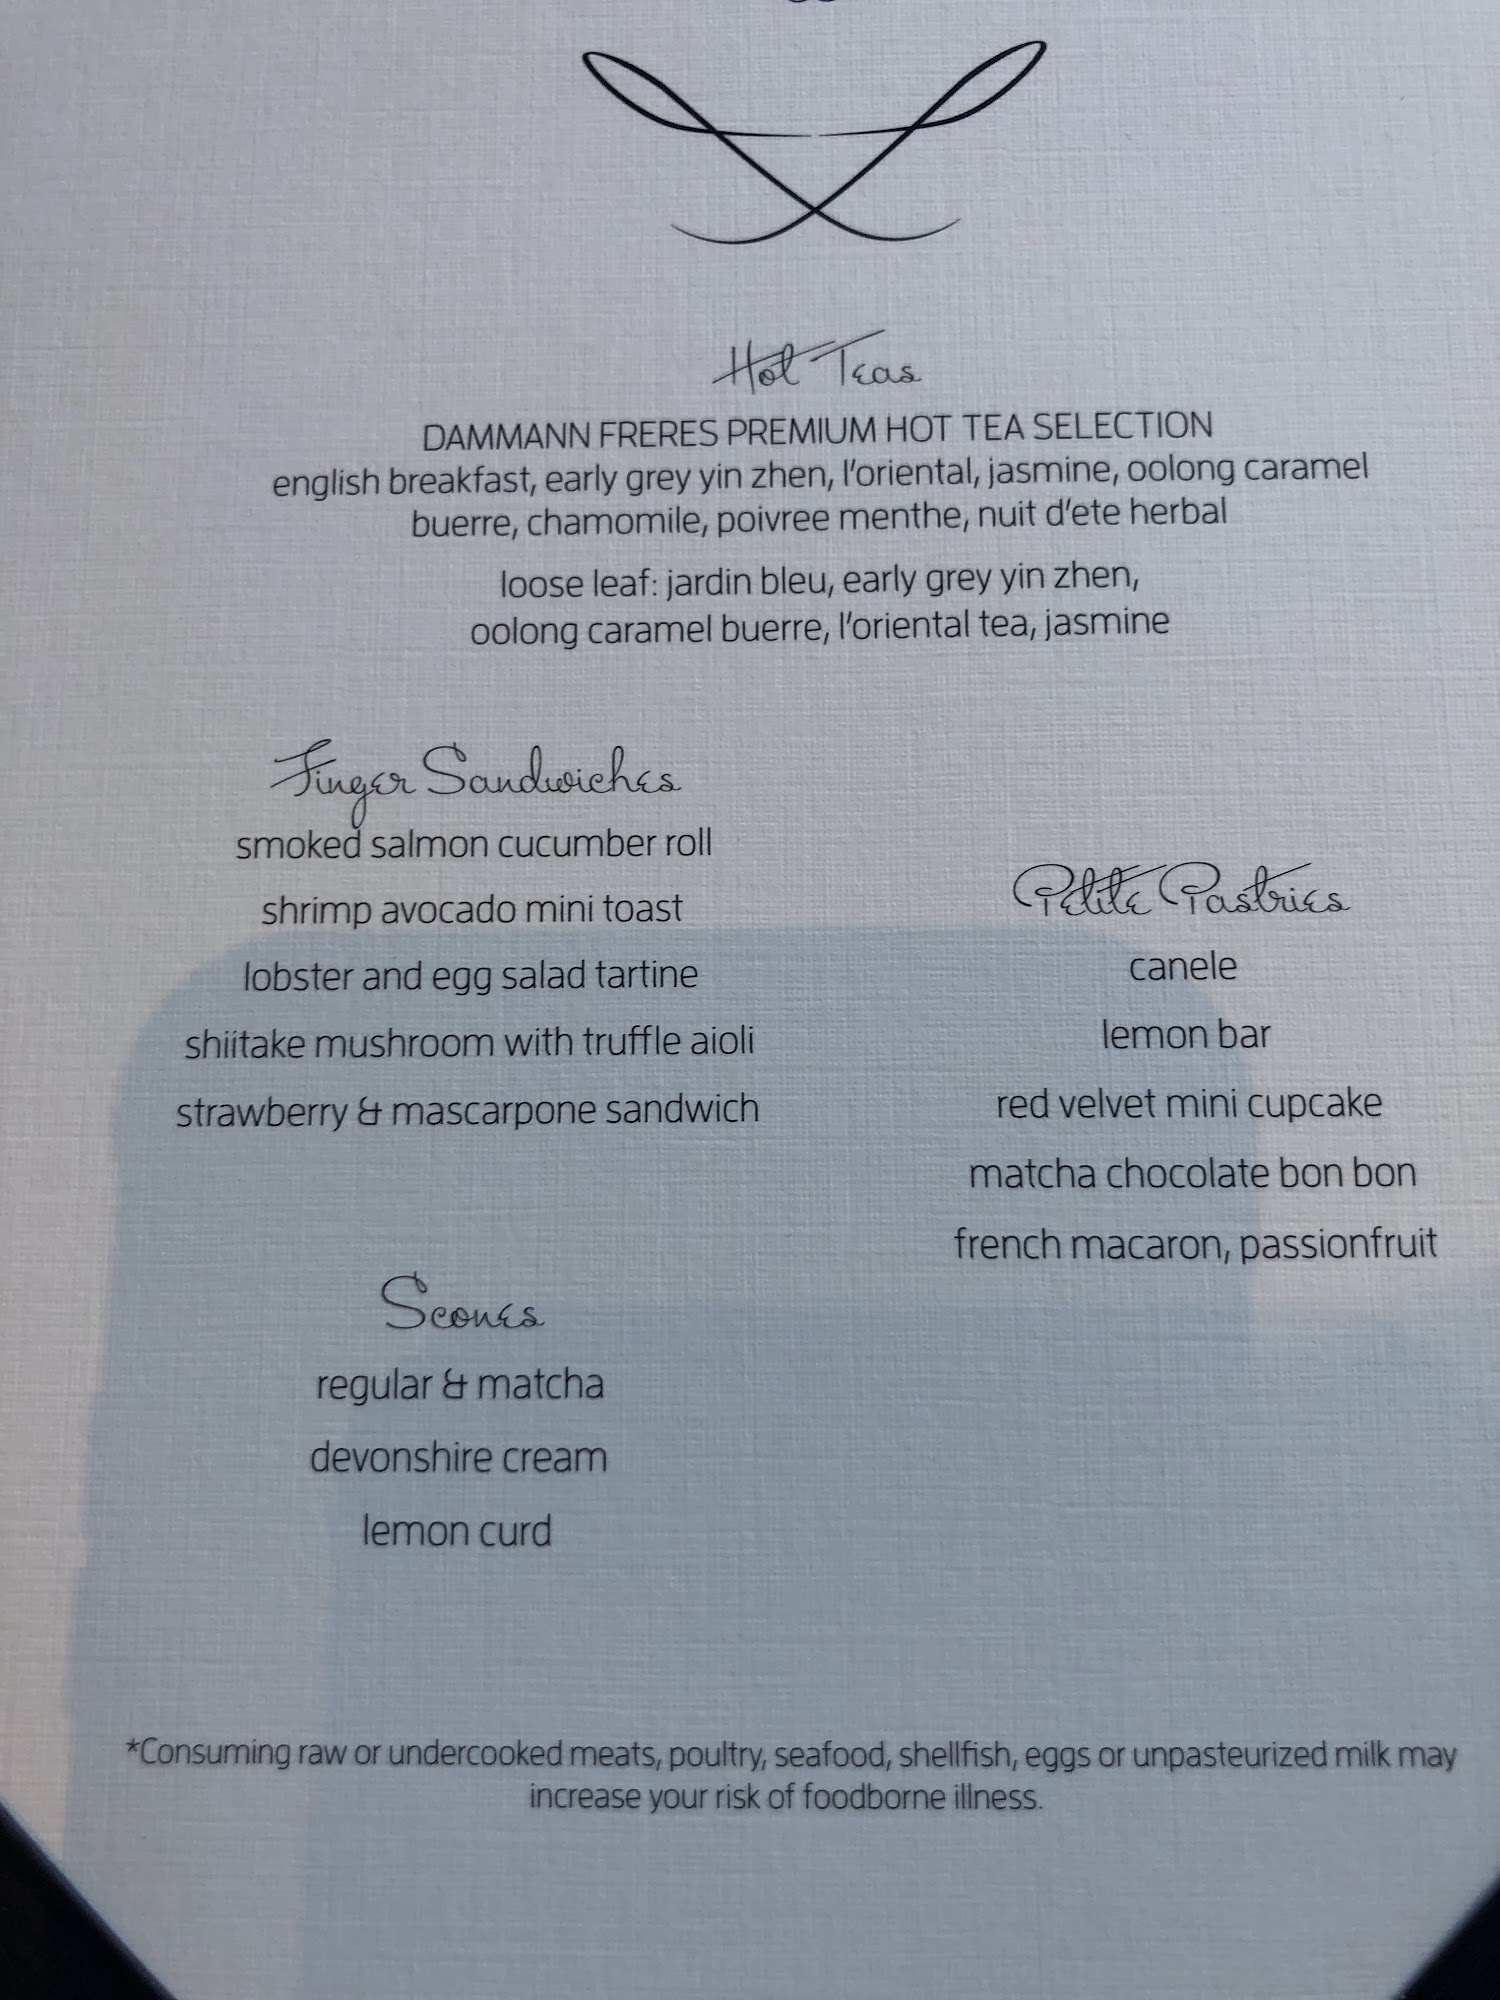 Hot Teas
DAMMANN FRERES PREMIUM HOT TEA SELECTION
english breakfast, early grey yin zhen, l'oriental, jasmine, oolong caramel
buerre, chamomile, poivree menthe, nuit d'ete herbal
loose leaf: jardin bleu, early grey yin zhen,
oolong caramel buerre, l'oriental tea, jasmine
Finger Sandwiches
smoked salmon cucumber roll
shrimp avocado mini toast
lobster and egg salad tartine
shiitake mushroom with truffle aioli
strawberry & mascarpone sandwich
Petite Pastries
canele
lemon bar
red velvet mini cupcake
matcha chocolate bon bon
french macaron, passionfruit
Scones
regular & matcha
devonshire cream
lemon curd
*Consuming raw or undercooked meats, poultry, seafood, shellfish, eggs or unpasteurized milk may
increase your risk of foodborne illness.